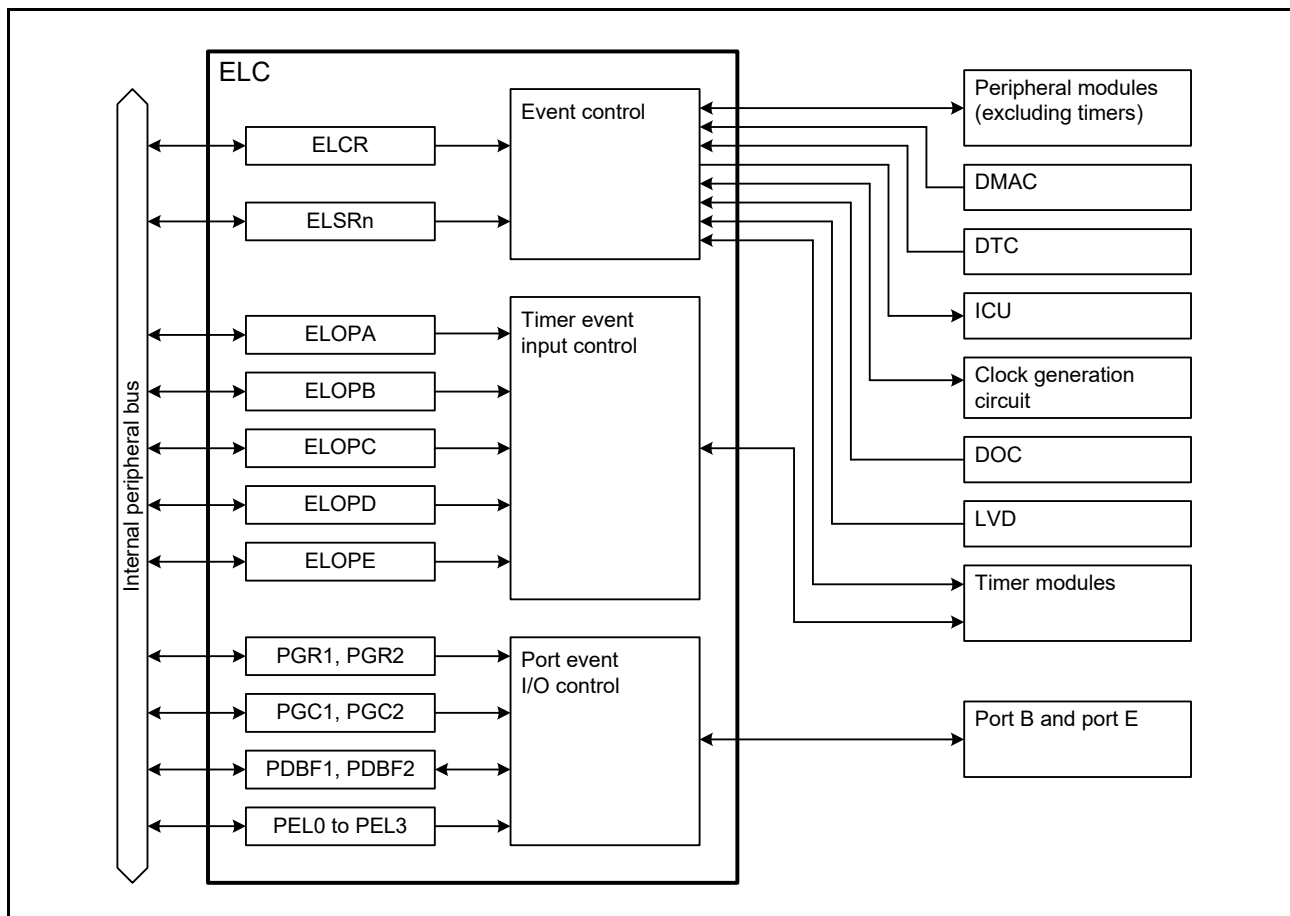 ELC
Internal peripheral bus
ELCR
ELSRn
ELOPA
ELOPB
ELOPC
ELOPD
ELOPE
PGR1, PGR2
PGC1, PGC2
PDBF1, PDBF2
PEL0 to PEL3
Event control
Timer event
input control
Port event
I/O control
Peripheral modules
(excluding timers)
DMAC
DTC
ICU
Clock generation
circuit
DOC
LVD
Timer modules
Port B and port E